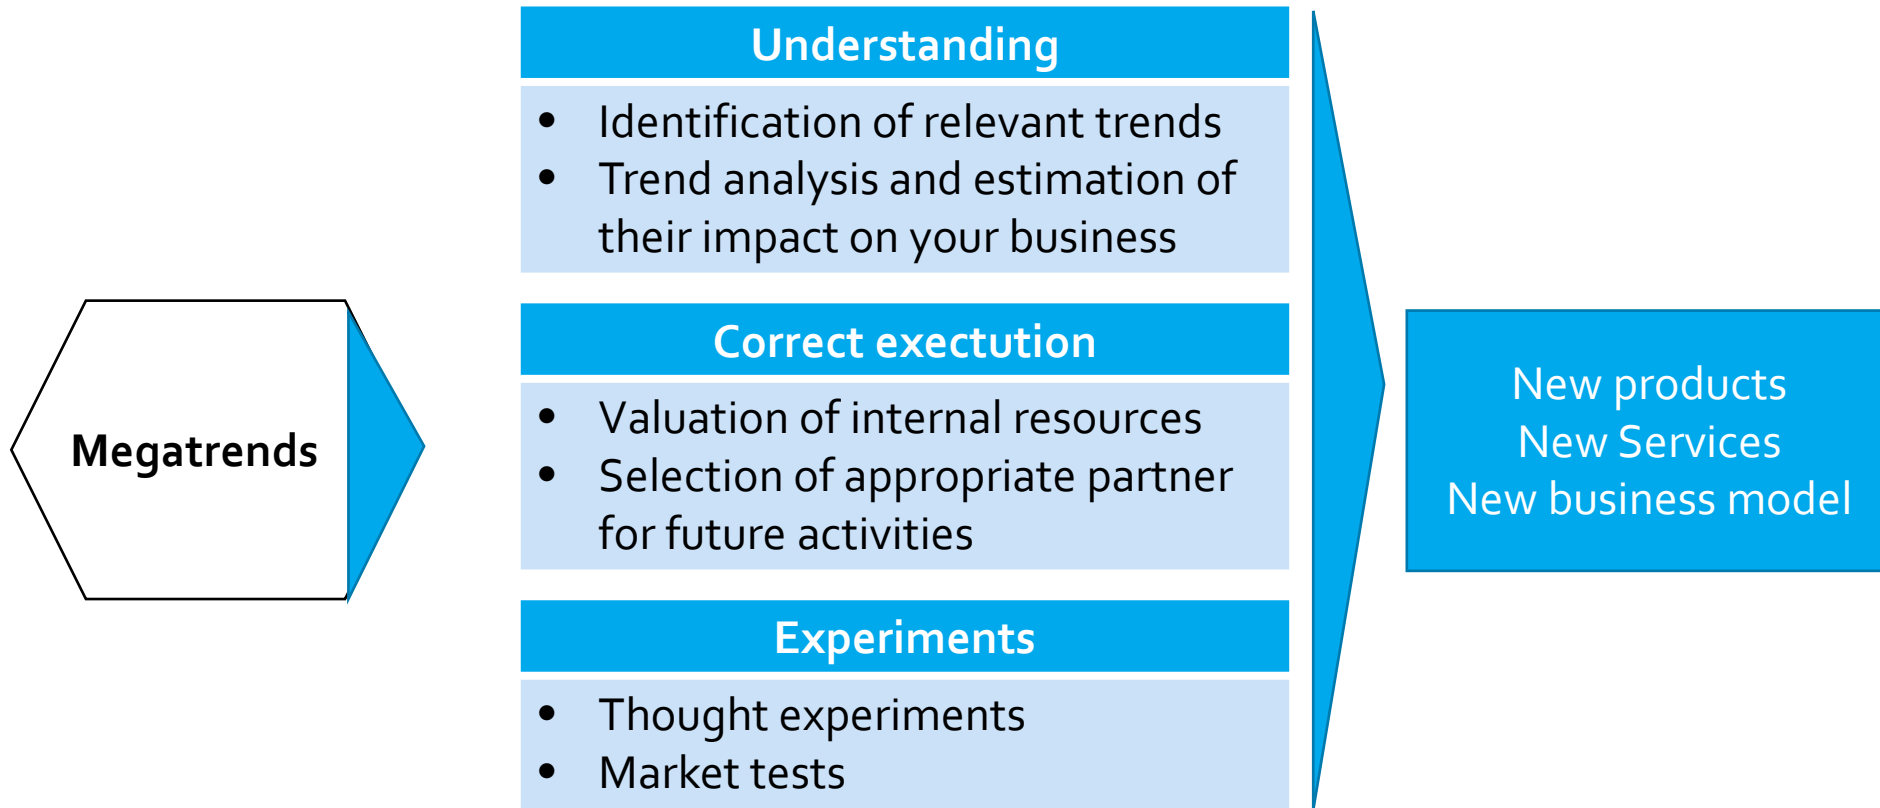 Megatrends
Understanding
• Identification of relevant trends
• Trend analysis and estimation of
their impact on your business
Correct exectution
• Valuation of internal resources
• Selection of appropriate partner
for future activities
Experiments
• Thought experiments
• Market tests
New products
New Services
New business model